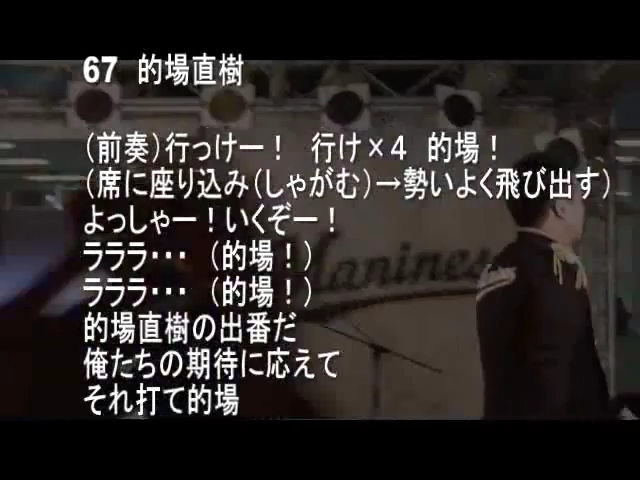 67 的場直樹
（前奏）行っけー！ 行け×4 的場！
（席に座り込み（しゃがむ）→勢いよく飛び出す）
よっしゃー！いくぞー！
ラララ・・・（的場！）
ラララ・・・（的場！）
Marines
的場直樹の出番だ
俺たちの期待に応えて
それ打て的場